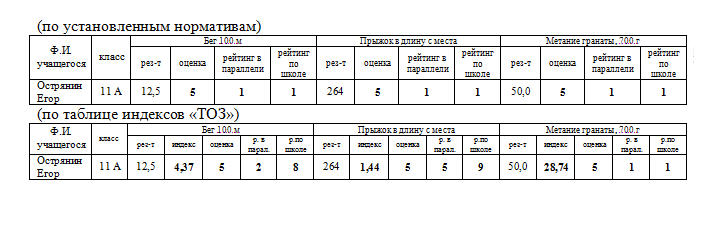 (по установленным нормативам)
Ф.И. учащегося класс Бег 100.м Прыжок в длину с места Метание гранаты, 700.г
рез-т оценка рейтинг в параллели рейтинг по школе рез-т оценка рейтинг в параллели рейтинг по школе рез-т оценка рейтинг в параллели рейтинг по школе
Острянин Егор 11 А 12,5 5 1 1 264 5 1 1 50,0 5 1 1
(по таблице индексов «ТОЗ»)
Ф.И. учащегося класс Бег 100.м Прыжок в длину с места Метание гранаты, 700.г
рез-т индекс оценка р. в парал. р.по школе рез-т индекс оценка р. в парал. р.по школе рез-т индекс оценка р. в парал. р.по школе
Острянин Егор 11 А 12,5 4,37 5 2 8 264 1,44 5 5 9 50,0 28,74 5 1 1